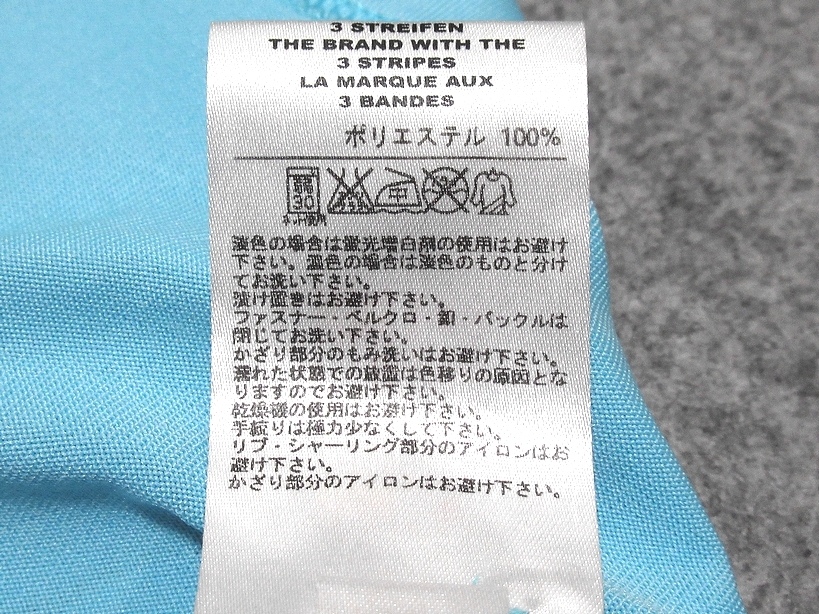 3 STREIFEN
THE BRAND WITH THE
3 STRIPES
LA MARQUE AUX
3 BANDES
ポリエステル 100%
30
ネット使用
淡色の場合は蛍光増白剤の使用はお避け
下さい。濃色の場合は淡色のものと分け
てお洗い下さい。
漬け置きはお避け下さい。
ファスナー・ベルクロ・釦・バックルは
閉じてお洗い下さい。
かざり部分のもみ洗いはお避け下さい。
濡れた状態での放置は色移りの原因とな
りますのでお避け下さい。
乾燥機の使用はお避け下さい。
手絞りは極力少なくして下さい。
リブ・シャーリング部分のアイロンはお
避け下さい。
かざり部分のアイロンはお避け下さい。